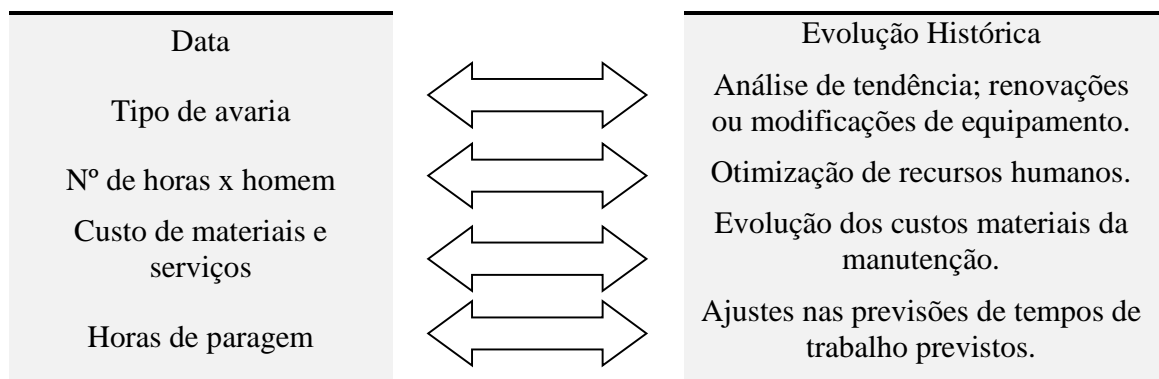 Data
Evolução Histórica
Tipo de avaria
Análise de tendência; renovações
ou modificações de equipamento.
Nº de horas x homem
Otimização de recursos humanos.
Custo de materiais e
serviços
Evolução dos custos materiais da
manutenção.
Horas de paragem
Ajustes nas previsões de tempos de
trabalho previstos.